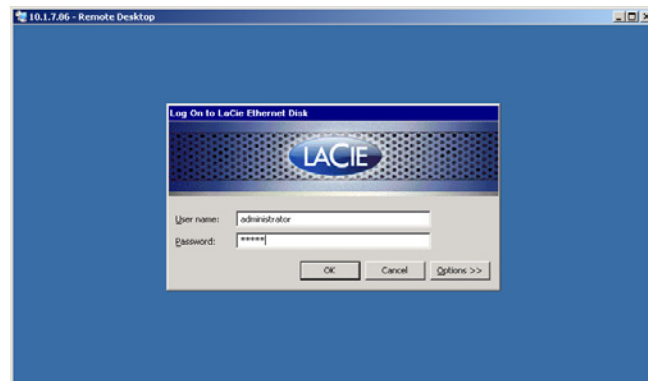 10.1.7.86 - Remote Desktop
Log On to LaCie Ethernet Disk
LACIE
User name: administrator
Password: *****
OK Cancel Options >>